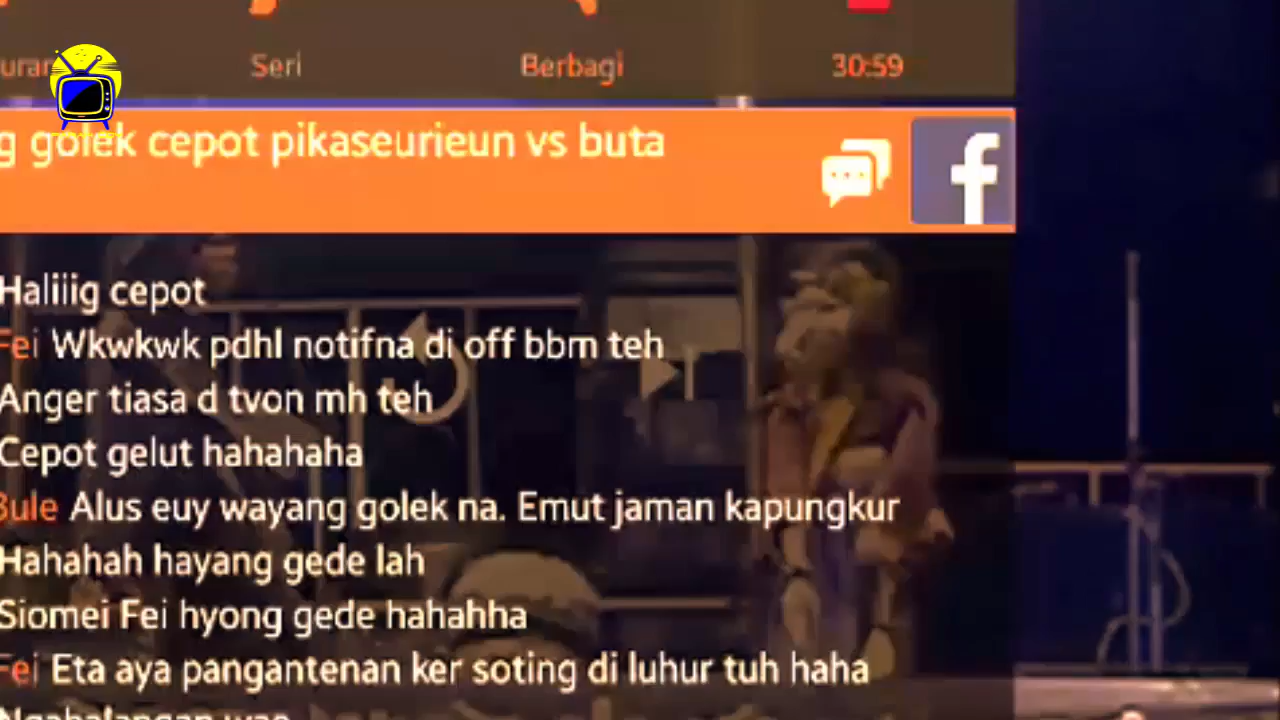 Seri
Berbagi
30:59
g golek cepot pikaseurieun vs buta
Haliiig cepot
Fei Wkwkwk pdhl notifna di off bbm teh
Anger tiasa d tvon mh teh
Cepot gelut hahahaha
Bule Alus euy wayang golek na. Emut jaman kapungkur
Hahahah hayang gede lah
Siomei Fei hyong gede hahahha
Fei Eta aya pangantenan ker soting di luhur tuh haha